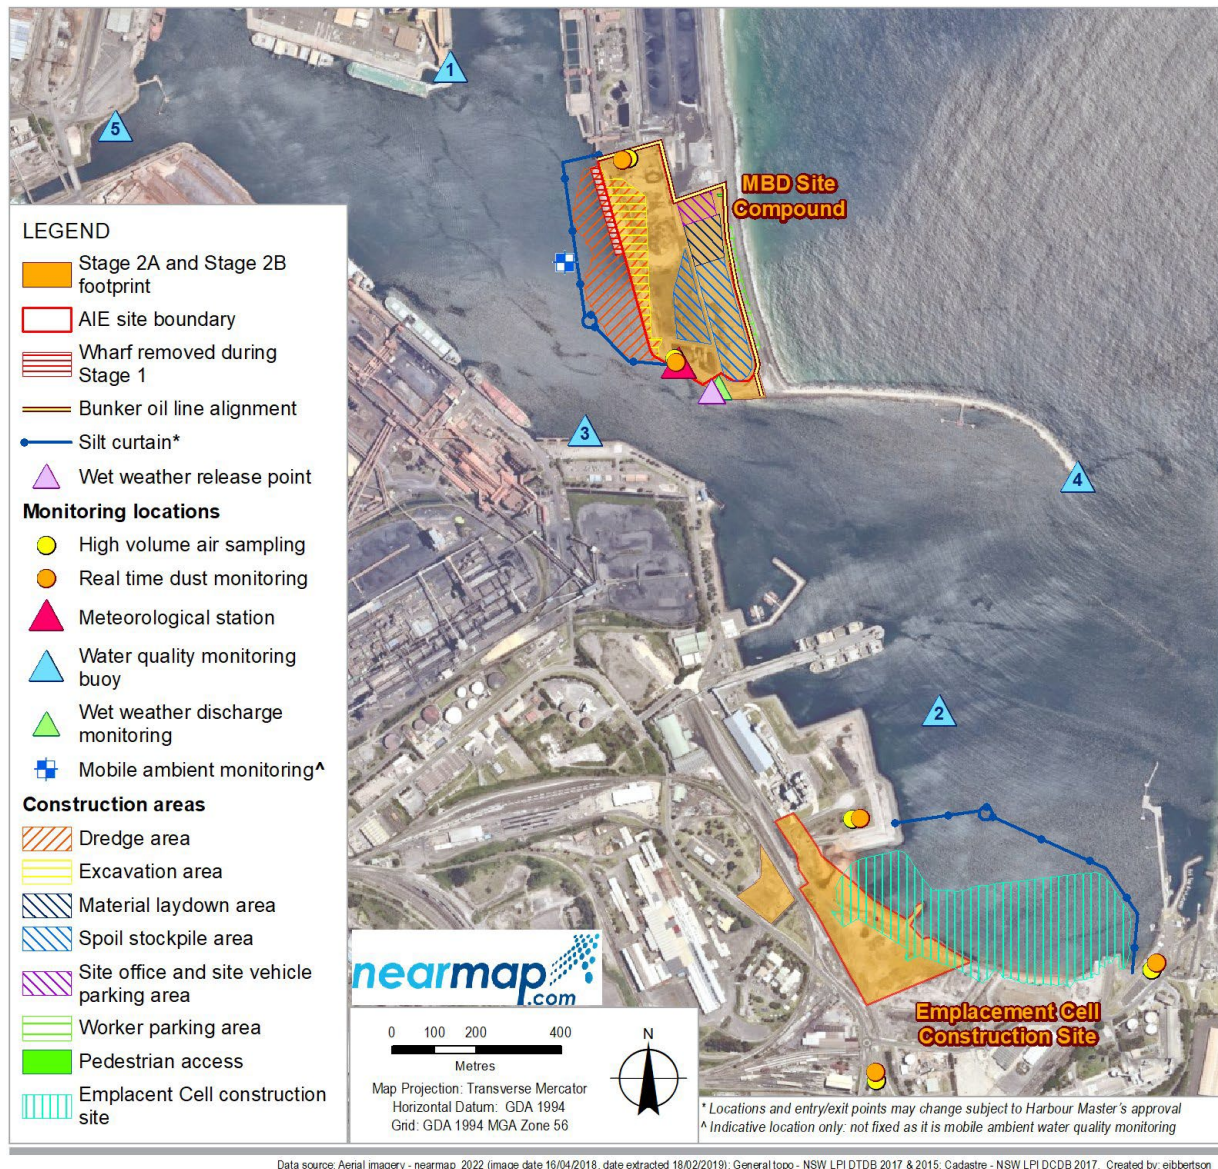 1
5
MBD Site
Compound
3
4
2
Emplacement Cell
Construction Site
LEGEND
Stage 2A and Stage 2B
footprint
AIE site boundary
Wharf removed during
Stage 1
Bunker oil line alignment
Silt curtain*
Wet weather release point
Monitoring locations
High volume air sampling
Real time dust monitoring
Meteorological station
Water quality monitoring
buoy
Wet weather discharge
monitoring
Mobile ambient monitoring^
Construction areas
Dredge area
Excavation area
Material laydown area
Spoil stockpile area
Site office and site vehicle
parking area
Worker parking area
Pedestrian access
Emplacent Cell construction
site
nearmap
.com
0 100 200 400
Metres
Map Projection: Transverse Mercator
Horizontal Datum: GDA 1994
Grid: GDA 1994 MGA Zone 56
N
* Locations and entry/exit points may change subject to Harbour Master's approval
^ Indicative location only: not fixed as it is mobile ambient water quality monitoring
Data source: Aerial imagery - nearmap 2022 (image date 16/04/2018, date extracted 18/02/2019); General topo - NSW LPI DTDB 2017 & 2015; Cadastre - NSW LPI DCDB 2017. Created by: eibbertson